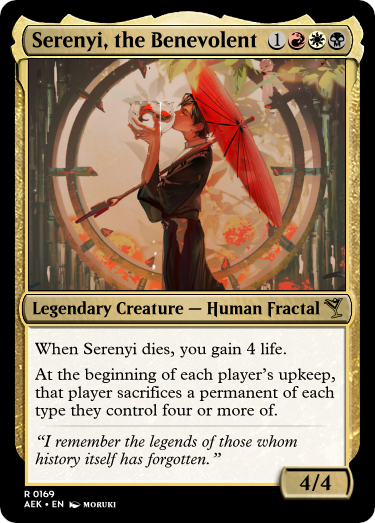 Serenyi, the Benevolent 1
Legendary Creature — Human Fractal
When Serenyi dies, you gain 4 life.
At the beginning of each player's upkeep,
that player sacrifices a permanent of each
type they control four or more of.
“I remember the legends of those whom
history itself has forgotten.”
4/4
R 0169
AEK • EN MORUKI